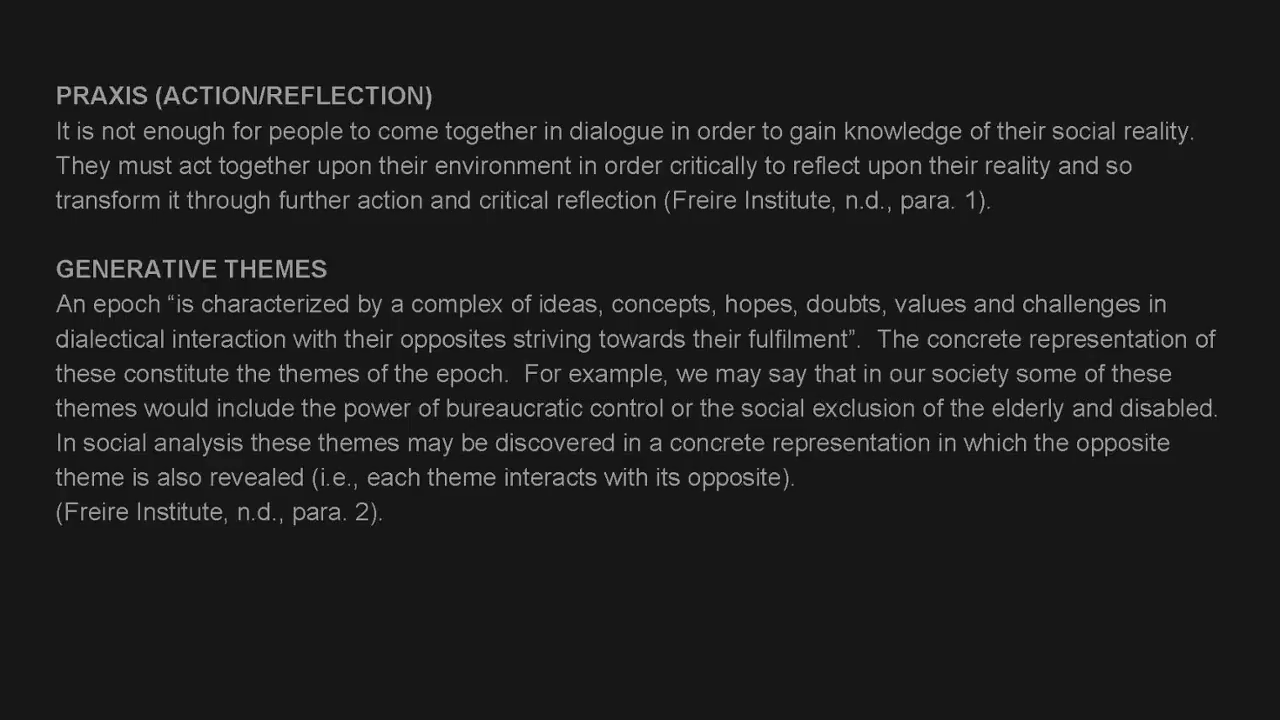 PRAXIS (ACTION/REFLECTION)
It is not enough for people to come together in dialogue in order to gain knowledge of their social reality.
They must act together upon their environment in order critically to reflect upon their reality and so
transform it through further action and critical reflection (Freire Institute, n.d., para. 1).
GENERATIVE THEMES
An epoch “is characterized by a complex of ideas, concepts, hopes, doubts, values and challenges in
dialectical interaction with their opposites striving towards their fulfilment”.  The concrete representation of
these constitute the themes of the epoch.  For example, we may say that in our society some of these
themes would include the power of bureaucratic control or the social exclusion of the elderly and disabled.
In social analysis these themes may be discovered in a concrete representation in which the opposite
theme is also revealed (i.e., each theme interacts with its opposite).
(Freire Institute, n.d., para. 2).